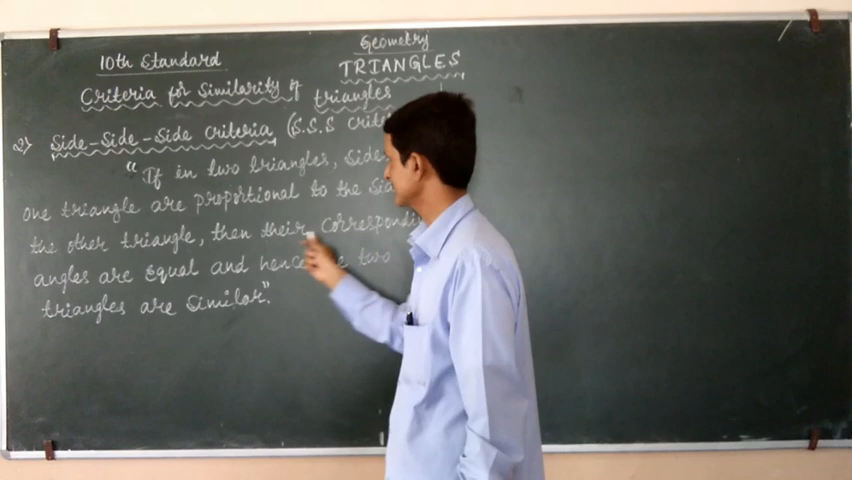 Geometry
10th Standard
TRIANGLES
Criteria for Similarity of triangles
2) Side-Side-Side Criteria (S.S.S Crite
"If in two triangles, Side
one triangle are proportional to the Sid
the other triangle, then their Correspondi
angles are Equal and hence two
triangles are Similar".